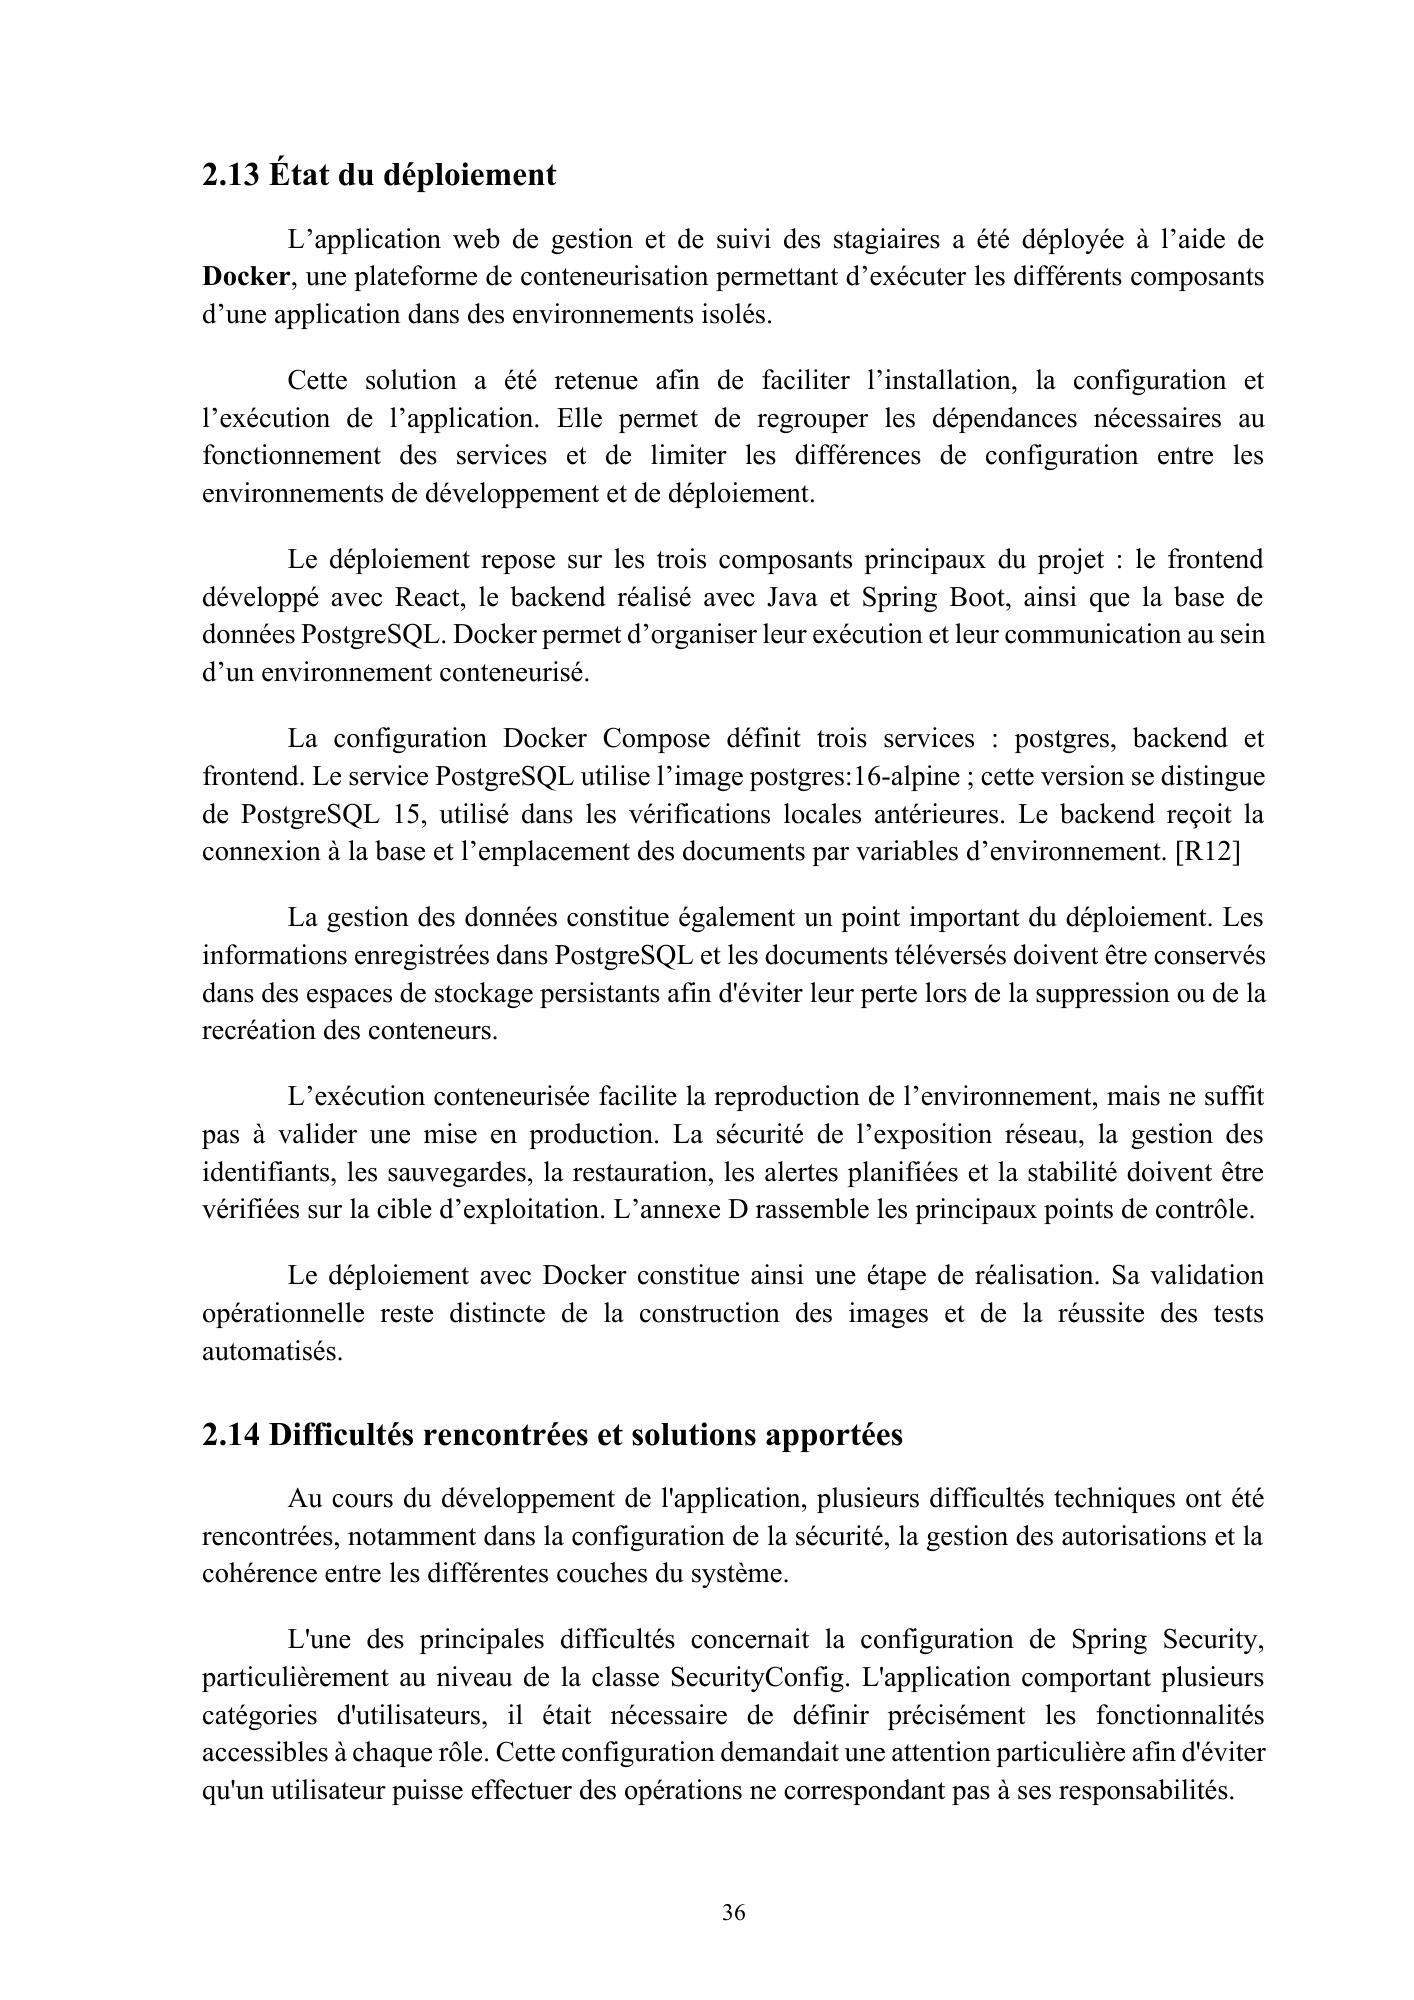 2.13 État du déploiement
L’application web de gestion et de suivi des stagiaires a été déployée à l’aide de
Docker, une plateforme de conteneurisation permettant d’exécuter les différents composants
d’une application dans des environnements isolés.
Cette solution a été retenue afin de faciliter l’installation, la configuration et
l’exécution de l’application. Elle permet de regrouper les dépendances nécessaires au
fonctionnement des services et de limiter les différences de configuration entre les
environnements de développement et de déploiement.
Le déploiement repose sur les trois composants principaux du projet : le frontend
développé avec React, le backend réalisé avec Java et Spring Boot, ainsi que la base de
données PostgreSQL. Docker permet d’organiser leur exécution et leur communication au sein
d’un environnement conteneurisé.
La configuration Docker Compose définit trois services : postgres, backend et
frontend. Le service PostgreSQL utilise l’image postgres:16-alpine ; cette version se distingue
de PostgreSQL 15, utilisé dans les vérifications locales antérieures. Le backend reçoit la
connexion à la base et l’emplacement des documents par variables d’environnement. [R12]
La gestion des données constitue également un point important du déploiement. Les
informations enregistrées dans PostgreSQL et les documents téléversés doivent être conservés
dans des espaces de stockage persistants afin d'éviter leur perte lors de la suppression ou de la
recréation des conteneurs.
L’exécution conteneurisée facilite la reproduction de l’environnement, mais ne suffit
pas à valider une mise en production. La sécurité de l’exposition réseau, la gestion des
identifiants, les sauvegardes, la restauration, les alertes planifiées et la stabilité doivent être
vérifiées sur la cible d’exploitation. L’annexe D rassemble les principaux points de contrôle.
Le déploiement avec Docker constitue ainsi une étape de réalisation. Sa validation
opérationnelle reste distincte de la construction des images et de la réussite des tests
automatisés.
2.14 Difficultés rencontrées et solutions apportées
Au cours du développement de l'application, plusieurs difficultés techniques ont été
rencontrées, notamment dans la configuration de la sécurité, la gestion des autorisations et la
cohérence entre les différentes couches du système.
L'une des principales difficultés concernait la configuration de Spring Security,
particulièrement au niveau de la classe SecurityConfig. L'application comportant plusieurs
catégories d'utilisateurs, il était nécessaire de définir précisément les fonctionnalités
accessibles à chaque rôle. Cette configuration demandait une attention particulière afin d'éviter
qu'un utilisateur puisse effectuer des opérations ne correspondant pas à ses responsabilités.
36